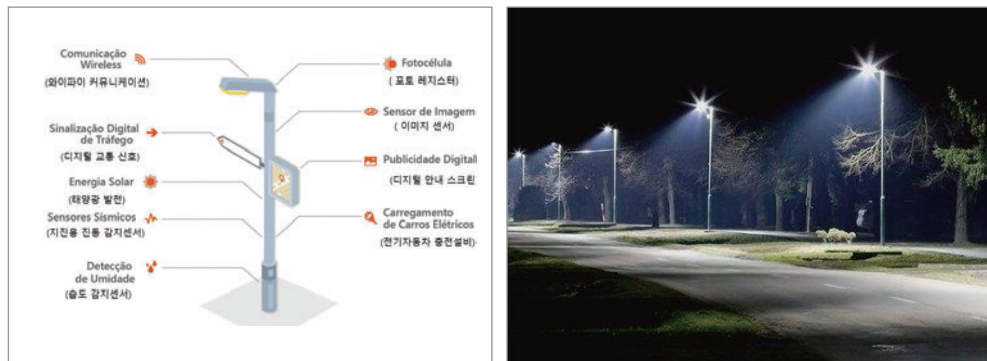 Comunicação
Wireless
(와이파이 커뮤니케이션)
Sinalização Digital
de Tráfego
(디지털 교통 신호)
Energia Solar
(태양광 발전)
Sensores Sísmicos
(지진용 진동 감지센서)
Detecção
de Umidade
(습도 감지센서)
Fotocélula
( 포토 레지스터)
Sensor de Imagem
( 이미지 센서)
Publicidade Digital
(디지털 안내 스크린
Carregamento
de Carros Elétricos
(전기자동차 충전설비)